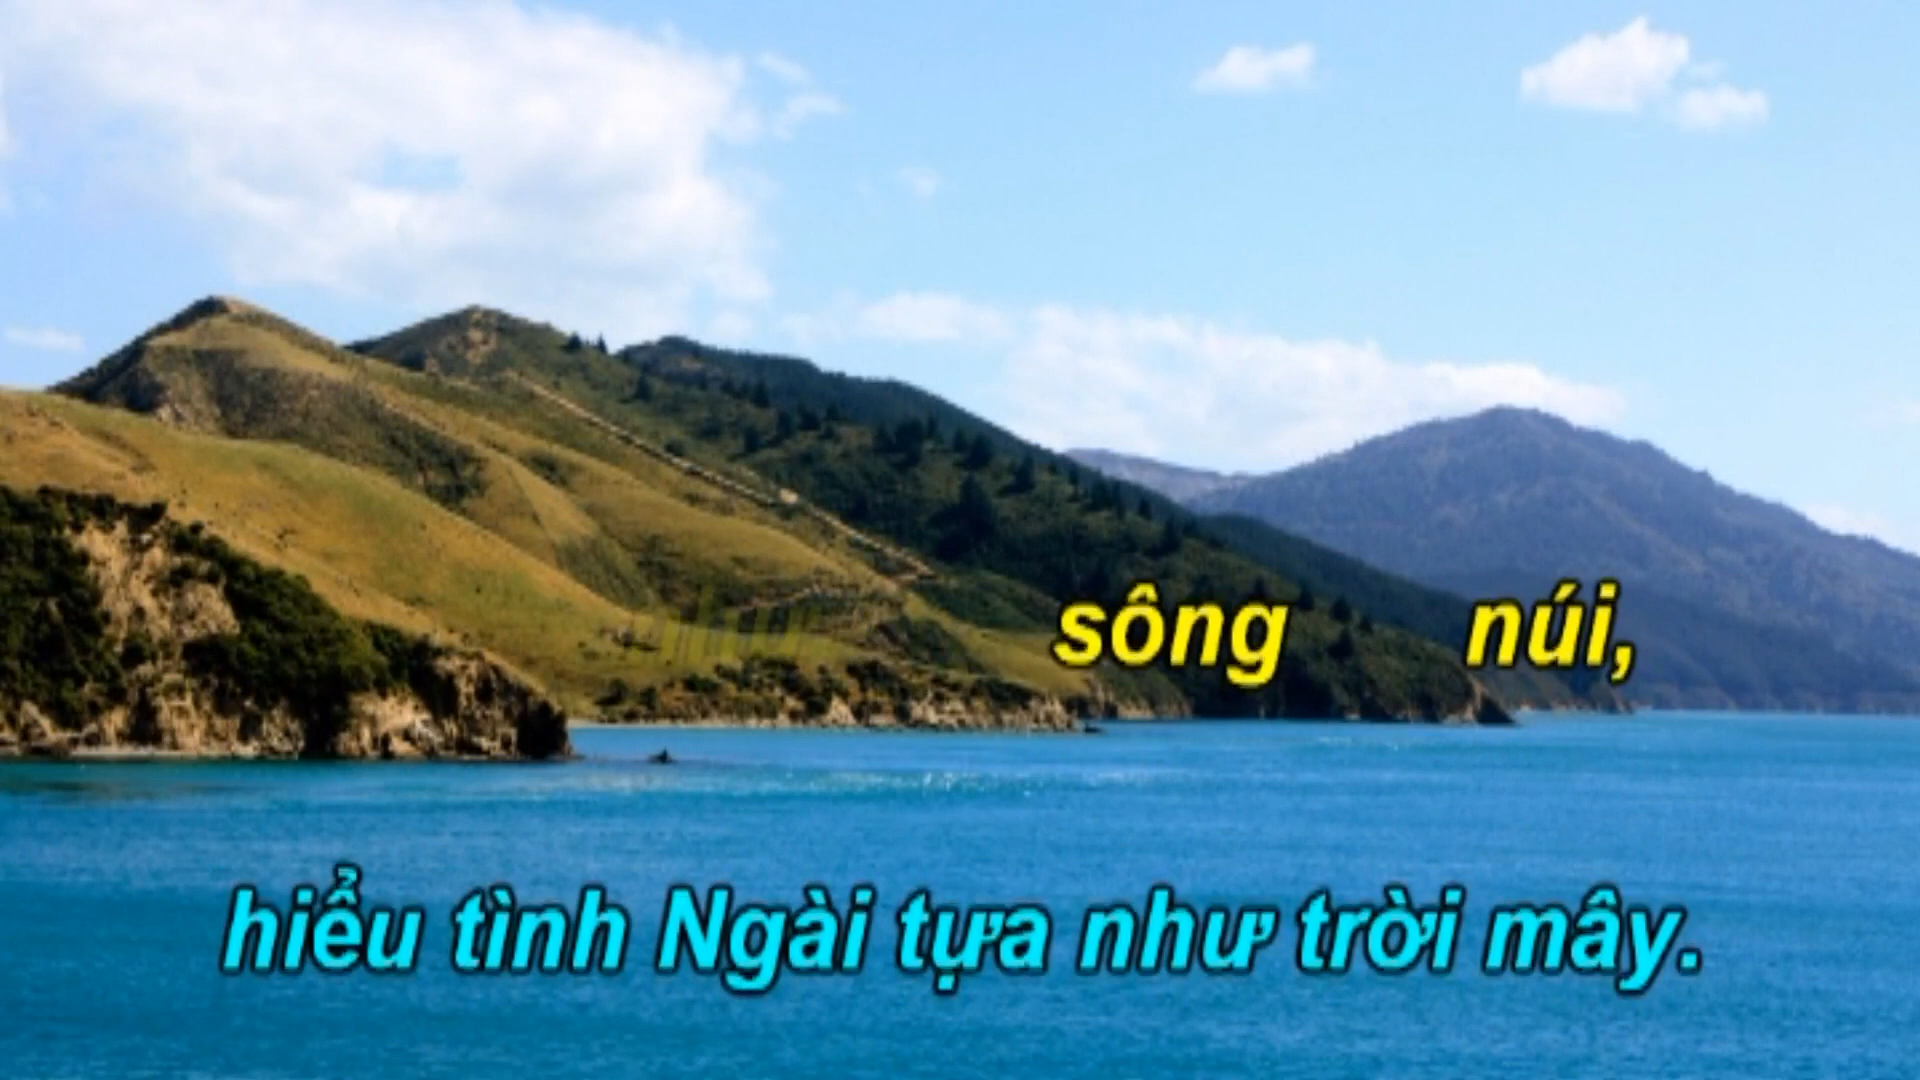 sông núi,
hiểu tình Ngài tựa như trời mây.